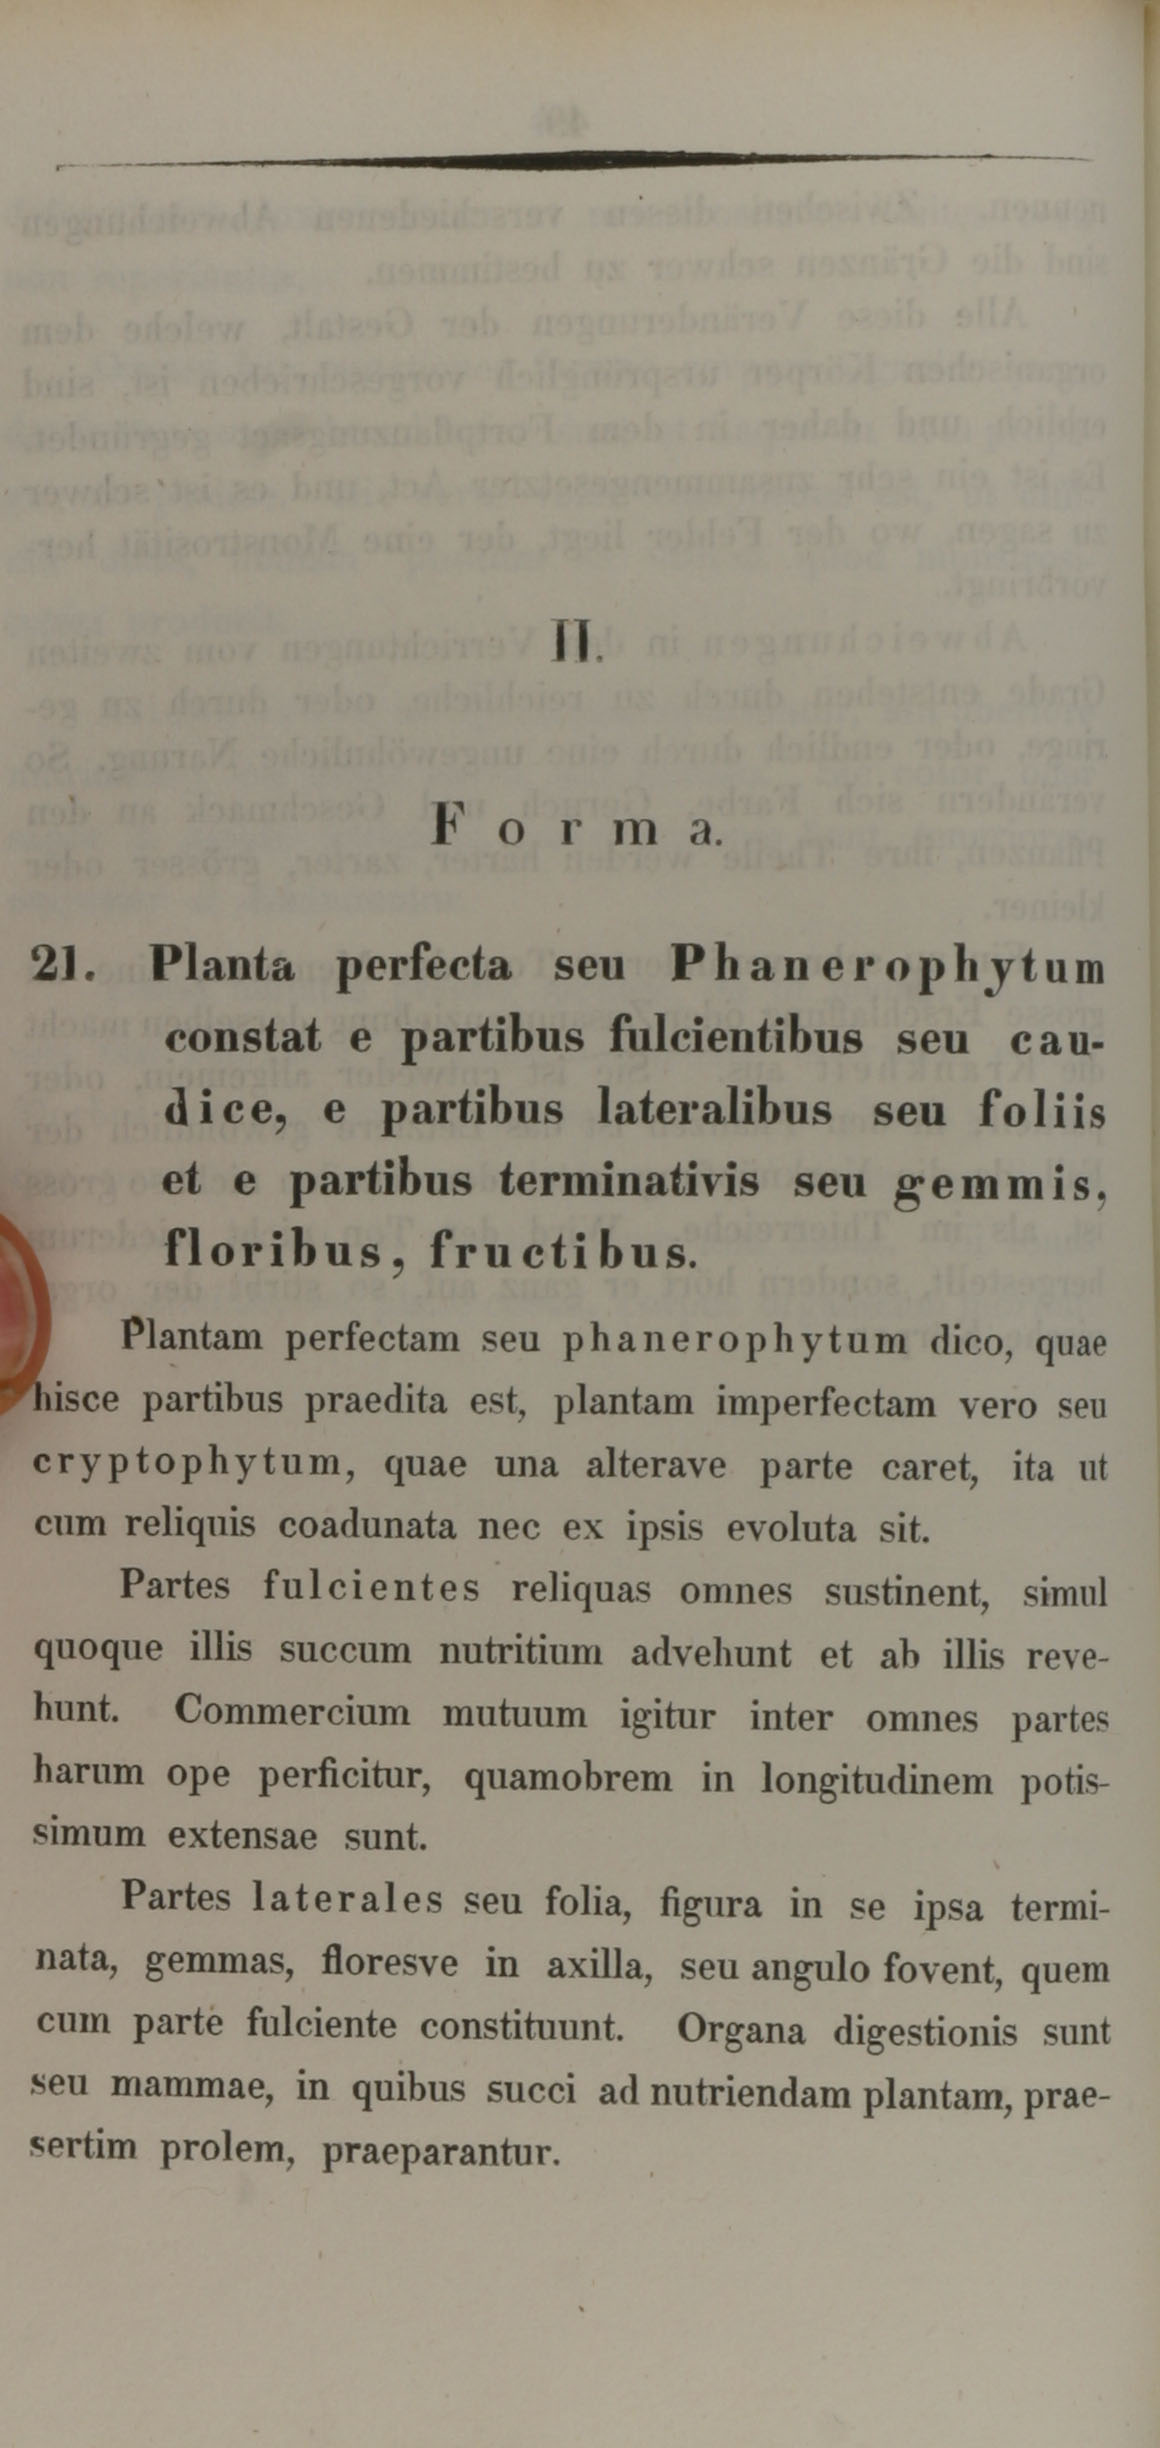 II.
Forma.
21. Planta perfecta seu Phanerophytum
constat e partibus fulcientibus seu cau-
dice, e partibus lateralibus seu foliis
et e partibus terminativis seu gemmis,
floribus, fructibus.
Plantam perfectam seu phanerophytum dico, quae
hisce partibus praedita est, plantam imperfectam vero seu
cryptophytum, quae una alterave parte caret, ita ut
cum reliquis coadunata nec ex ipsis evoluta sit.
Partes fulcientes reliquas omnes sustinent, simul
quoque illis succum nutritium advehunt et ab illis reve-
hunt. Commercium mutuum igitur inter omnes partes
harum ope perficitur, quamobrem in longitudinem potis-
simum extensae sunt.
Partes laterales seu folia, figura in se ipsa termi-
nata, gemmas, floresve in axilla, seu angulo fovent, quem
cum parte fulciente constituunt. Organa digestionis sunt
seu mammae, in quibus succi ad nutriendam plantam, prae-
sertim prolem, praeparantur.